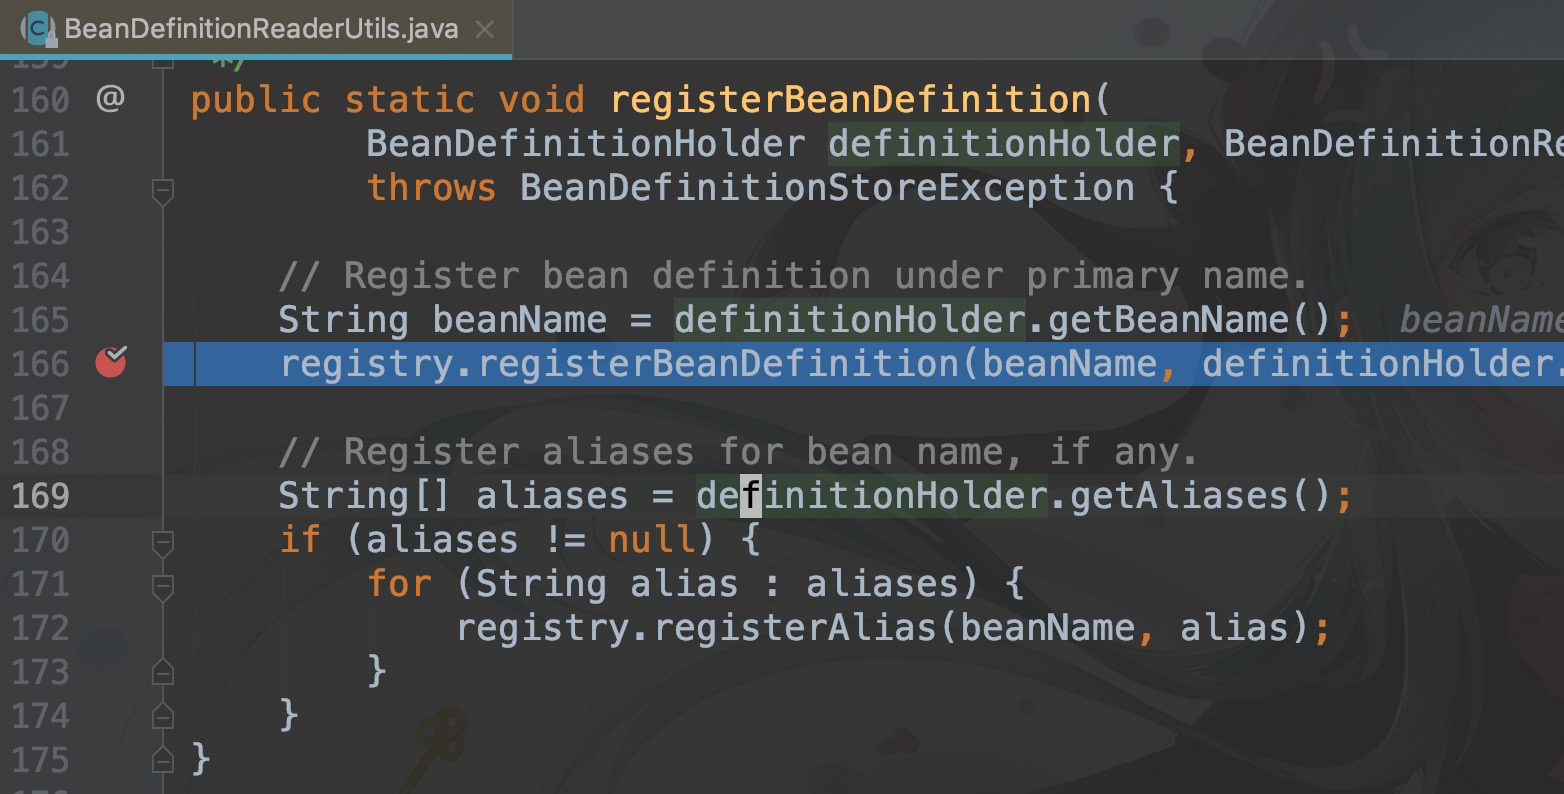 BeanDefinitionReaderUtils.java
159 */
160 @ public static void registerBeanDefinition(
161 BeanDefinitionHolder definitionHolder, BeanDefinitionRe
162 throws BeanDefinitionStoreException {
163
164 // Register bean definition under primary name.
165 String beanName = definitionHolder.getBeanName(); beanName
166 registry.registerBeanDefinition(beanName, definitionHolder.
167
168 // Register aliases for bean name, if any.
169 String[] aliases = definitionHolder.getAliases();
170 if (aliases != null) {
171 for (String alias : aliases) {
172 registry.registerAlias(beanName, alias);
173 }
174 }
175 }